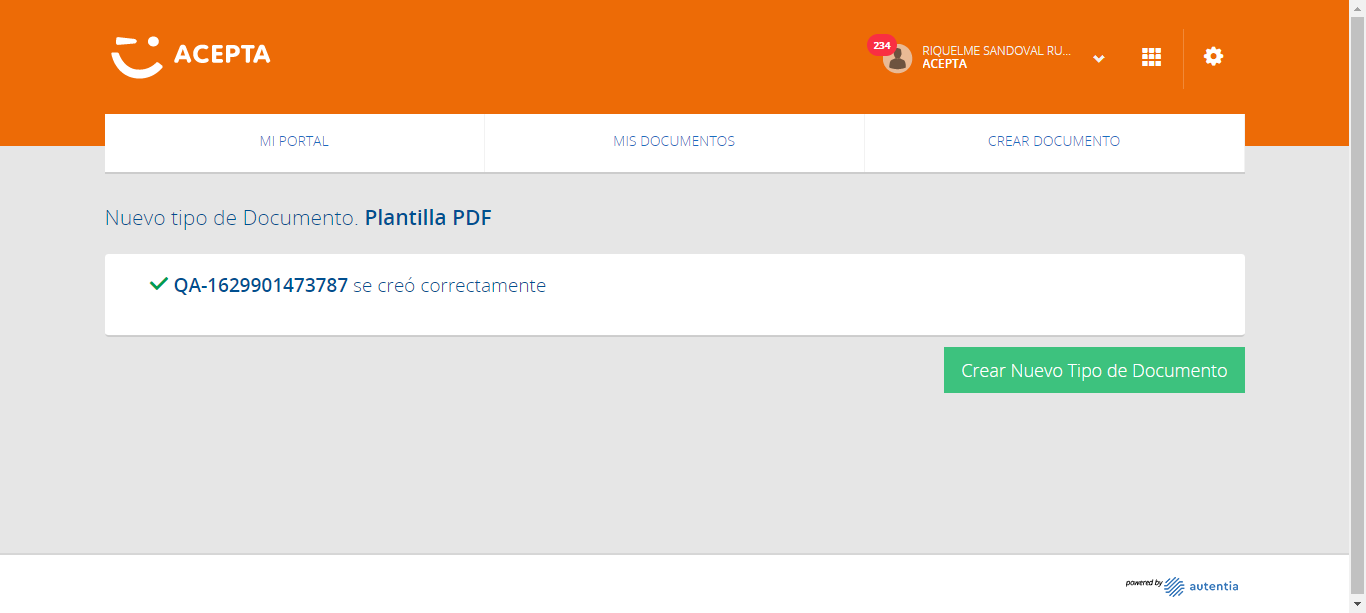 ACEPTA
234
RIQUELME SANDOVAL RU...
ACEPTA
MI PORTAL
MIS DOCUMENTOS
CREAR DOCUMENTO
Nuevo tipo de Documento. Plantilla PDF
QA-1629901473787 se creó correctamente
Crear Nuevo Tipo de Documento
powered by autentia